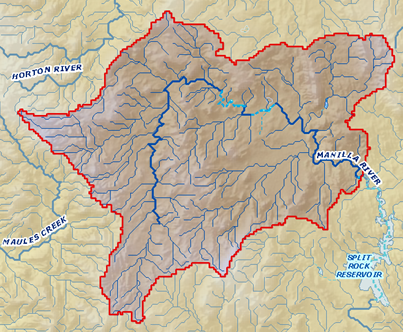 HORTON RIVER
MANILLA RIVER
MAULES CREEK
SPLIT
ROCK
RESERVOIR